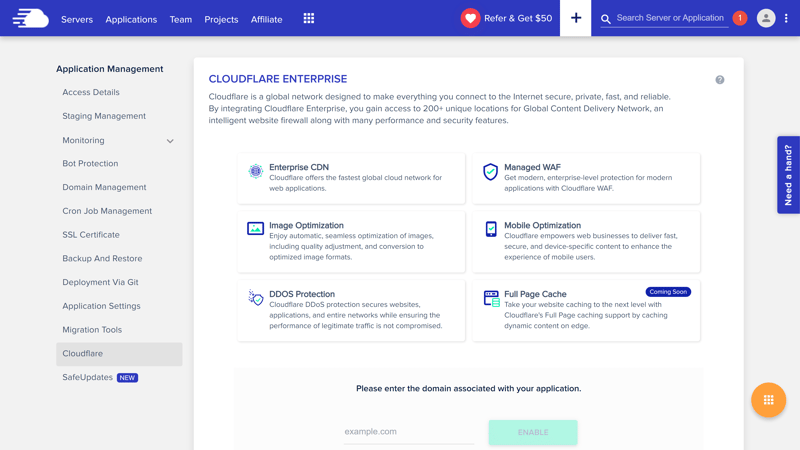 Servers Applications Team Projects Affiliate Refer & Get $50 + Search Server or Application 1
Application Management
Access Details
Staging Management
Monitoring
Bot Protection
Domain Management
Cron Job Management
SSL Certificate
Backup And Restore
Deployment Via Git
Application Settings
Migration Tools
Cloudflare
SafeUpdates NEW
CLOUDFLARE ENTERPRISE ?
Cloudflare is a global network designed to make everything you connect to the Internet secure, private, fast, and reliable.
By integrating Cloudflare Enterprise, you gain access to 200+ unique locations for Global Content Delivery Network, an
intelligent website firewall along with many performance and security features.
Enterprise CDN
Cloudflare offers the fastest global cloud network for
web applications.
Managed WAF
Get modern, enterprise-level protection for modern
applications with Cloudflare WAF.
Image Optimization
Enjoy automatic, seamless optimization of images,
including quality adjustment, and conversion to
optimized image formats.
Mobile Optimization
Cloudflare empowers web businesses to deliver fast,
secure, and device-specific content to enhance the
experience of mobile users.
DDOS Protection
Cloudflare DDoS protection secures websites,
applications, and entire networks while ensuring the
performance of legitimate traffic is not compromised.
Full Page Cache Coming Soon
Take your website caching to the next level with
Cloudflare's Full Page caching support by caching
dynamic content on edge.
Please enter the domain associated with your application.
example.com
ENABLE
Need a hand?